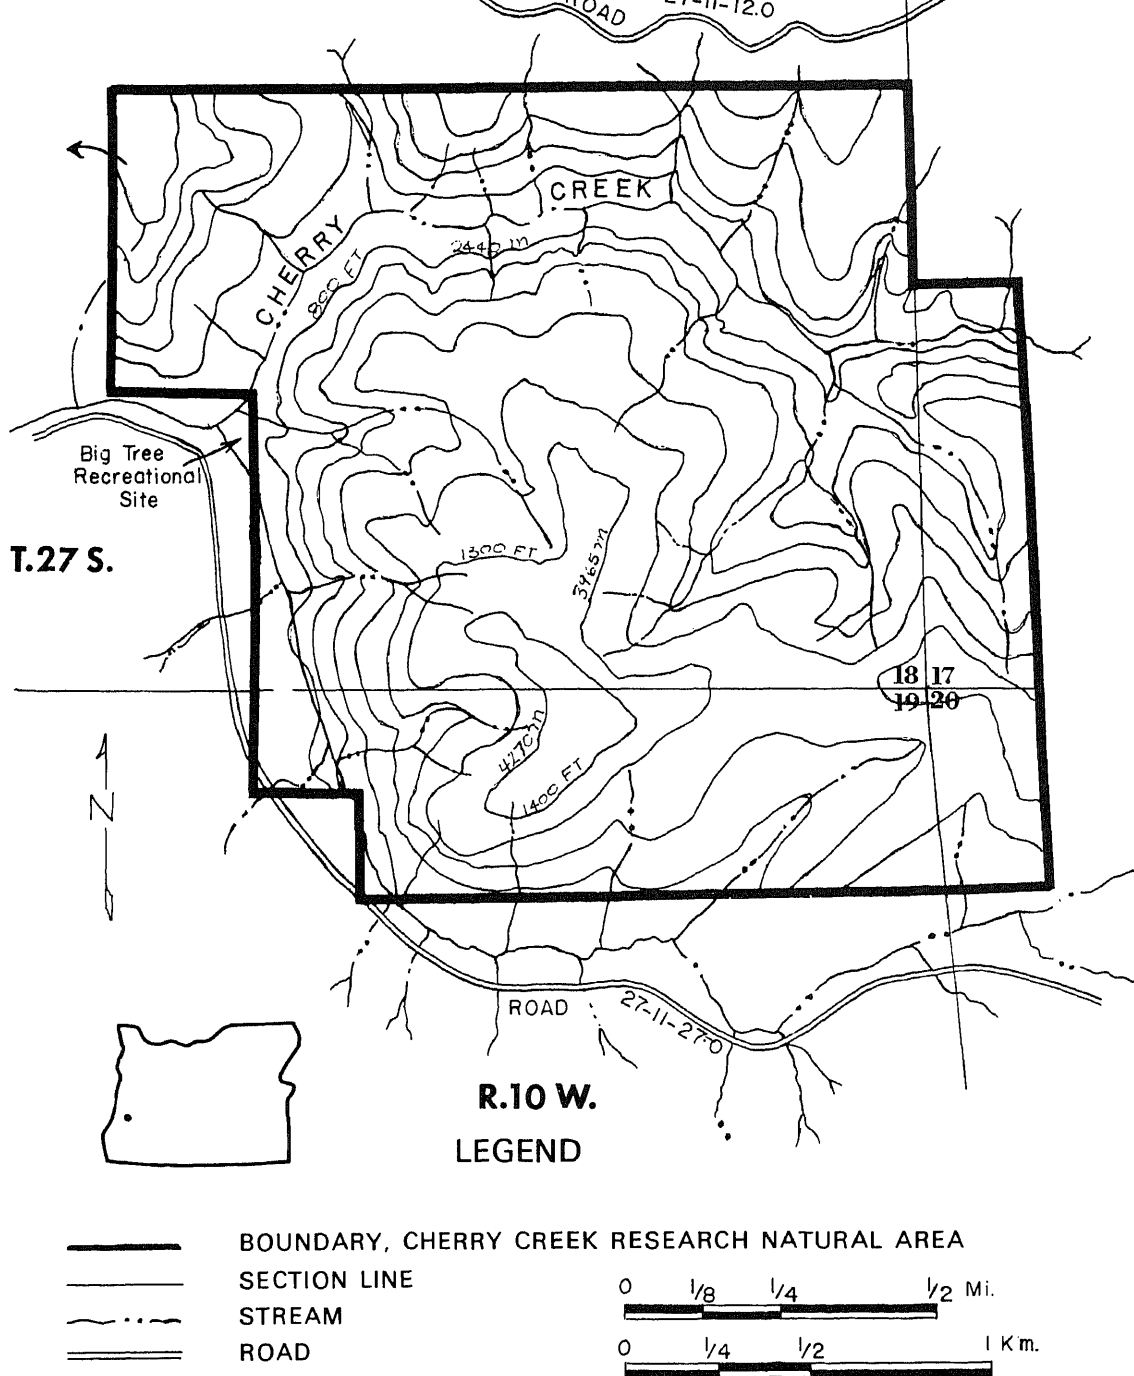 ROAD 27-11-12.0
CREEK
CHERRY
2440 m
800 FT
Big Tree
Recreational
Site
T.27 S.
1300 FT
3965 m
18 17
19 20
4270 m
1400 FT
N
ROAD 27-11-27.0
R.10 W.
LEGEND
BOUNDARY, CHERRY CREEK RESEARCH NATURAL AREA
SECTION LINE
STREAM
ROAD
0 1/8 1/4 1/2 Mi.
0 1/4 1/2 1 Km.